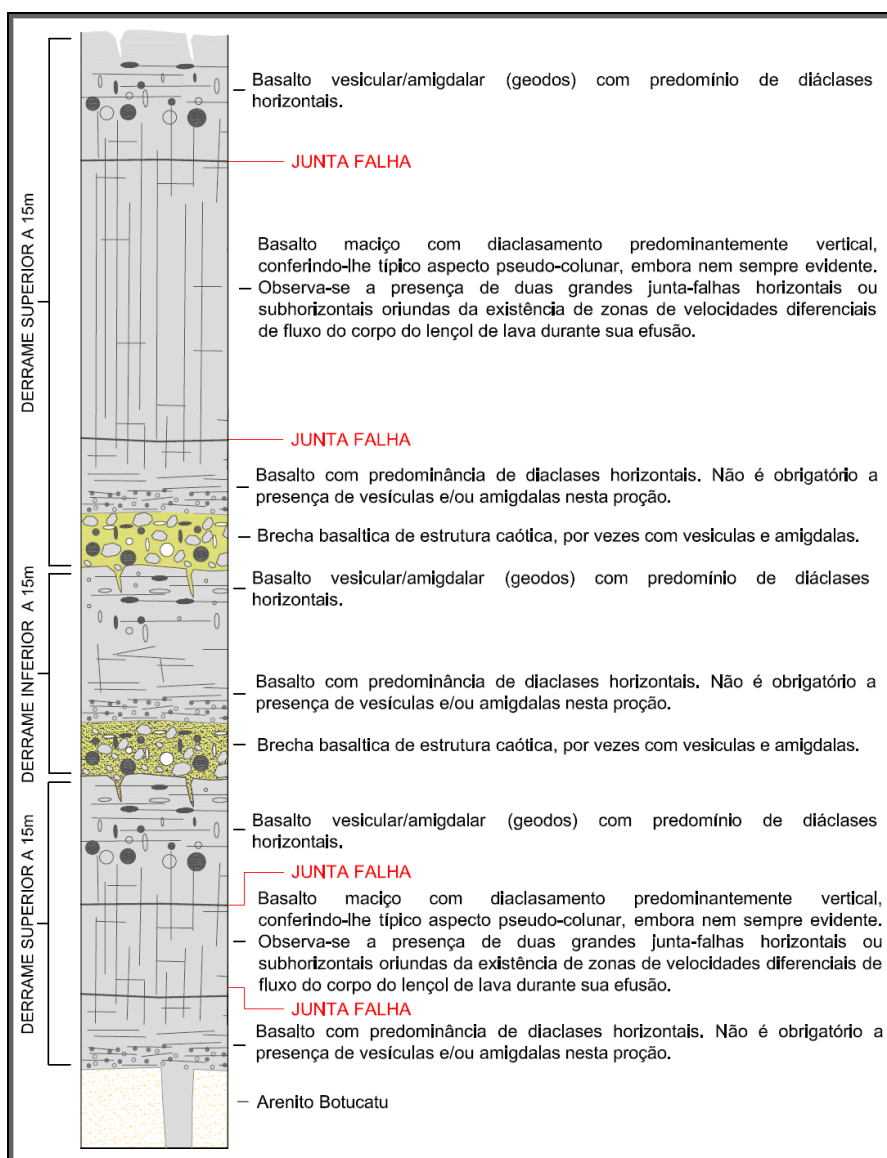 Basalto vesicular/amigdalar (geodos) com predomínio de diáclases
horizontais.
JUNTA FALHA
DERRAME SUPERIOR A 15m
Basalto maciço com diaclasamento predominantemente vertical,
conferindo-lhe típico aspecto pseudo-colunar, embora nem sempre evidente.
Observa-se a presença de duas grandes junta-falhas horizontais ou
subhorizontais oriundas da existência de zonas de velocidades diferenciais
de fluxo do corpo do lençol de lava durante sua efusão.
JUNTA FALHA
Basalto com predominância de diaclases horizontais. Não é obrigatório a
presença de vesículas e/ou amigdalas nesta proção.
Brecha basaltica de estrutura caótica, por vezes com vesiculas e amigdalas.
DERRAME INFERIOR A 15m
Basalto vesicular/amigdalar (geodos) com predomínio de diáclases
horizontais.
Basalto com predominância de diaclases horizontais. Não é obrigatório a
presença de vesículas e/ou amigdalas nesta proção.
Brecha basaltica de estrutura caótica, por vezes com vesiculas e amigdalas.
DERRAME SUPERIOR A 15m
Basalto vesicular/amigdalar (geodos) com predomínio de diáclases
horizontais.
JUNTA FALHA
Basalto maciço com diaclasamento predominantemente vertical,
conferindo-lhe típico aspecto pseudo-colunar, embora nem sempre evidente.
Observa-se a presença de duas grandes junta-falhas horizontais ou
subhorizontais oriundas da existência de zonas de velocidades diferenciais de
fluxo do corpo do lençol de lava durante sua efusão.
JUNTA FALHA
Basalto com predominância de diaclases horizontais. Não é obrigatório a
presença de vesículas e/ou amigdalas nesta proção.
Arenito Botucatu